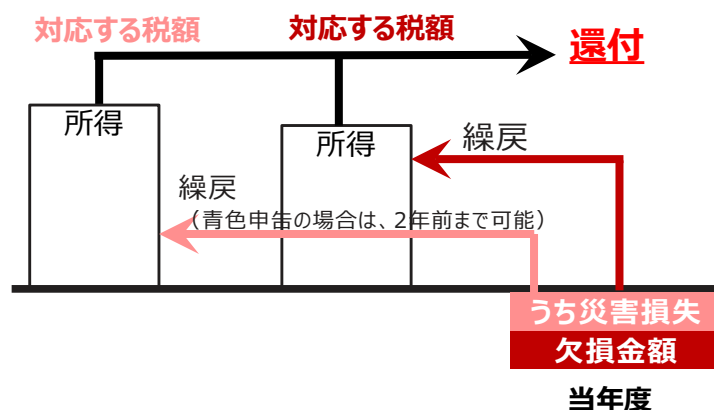 対応する税額
対応する税額
還付
所得
所得
繰戻
繰戻
（青色申告の場合は、2年前まで可能）
うち災害損失
欠損金額
当年度